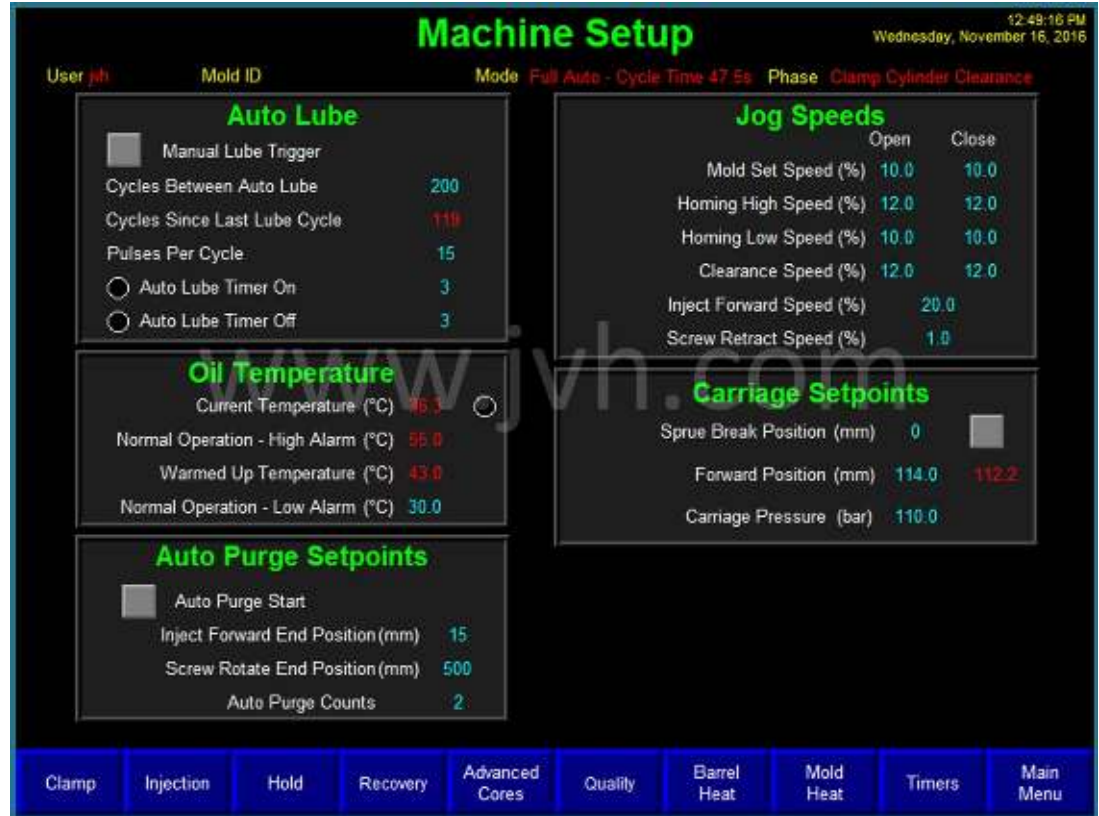 Machine Setup
12:49:16 PM
Wednesday, November 16, 2016
User jvh Mold ID Mode Full Auto - Cycle Time 47.5s Phase Clamp Cylinder Clearance
Auto Lube
Manual Lube Trigger
Cycles Between Auto Lube 200
Cycles Since Last Lube Cycle 119
Pulses Per Cycle 15
Auto Lube Timer On 3
Auto Lube Timer Off 3
Oil Temperature
Current Temperature (°C)
Normal Operation - High Alarm (°C) 55.0
Warmed Up Temperature (°C) 43.0
Normal Operation - Low Alarm (°C) 30.0
Auto Purge Setpoints
Auto Purge Start
Inject Forward End Position (mm) 15
Screw Rotate End Position (mm) 500
Auto Purge Counts 2
Jog Speeds
Open Close
Mold Set Speed (%) 10.0 10.0
Homing High Speed (%) 12.0 12.0
Homing Low Speed (%) 10.0 10.0
Clearance Speed (%) 12.0 12.0
Inject Forward Speed (%) 20.0
Screw Retract Speed (%) 1.0
Carriage Setpoints
Sprue Break Position (mm) 0
Forward Position (mm) 114.0 112.2
Carriage Pressure (bar) 110.0
www.jvh.com
Clamp Injection Hold Recovery Advanced Cores Quality Barrel Heat Mold Heat Timers Main Menu